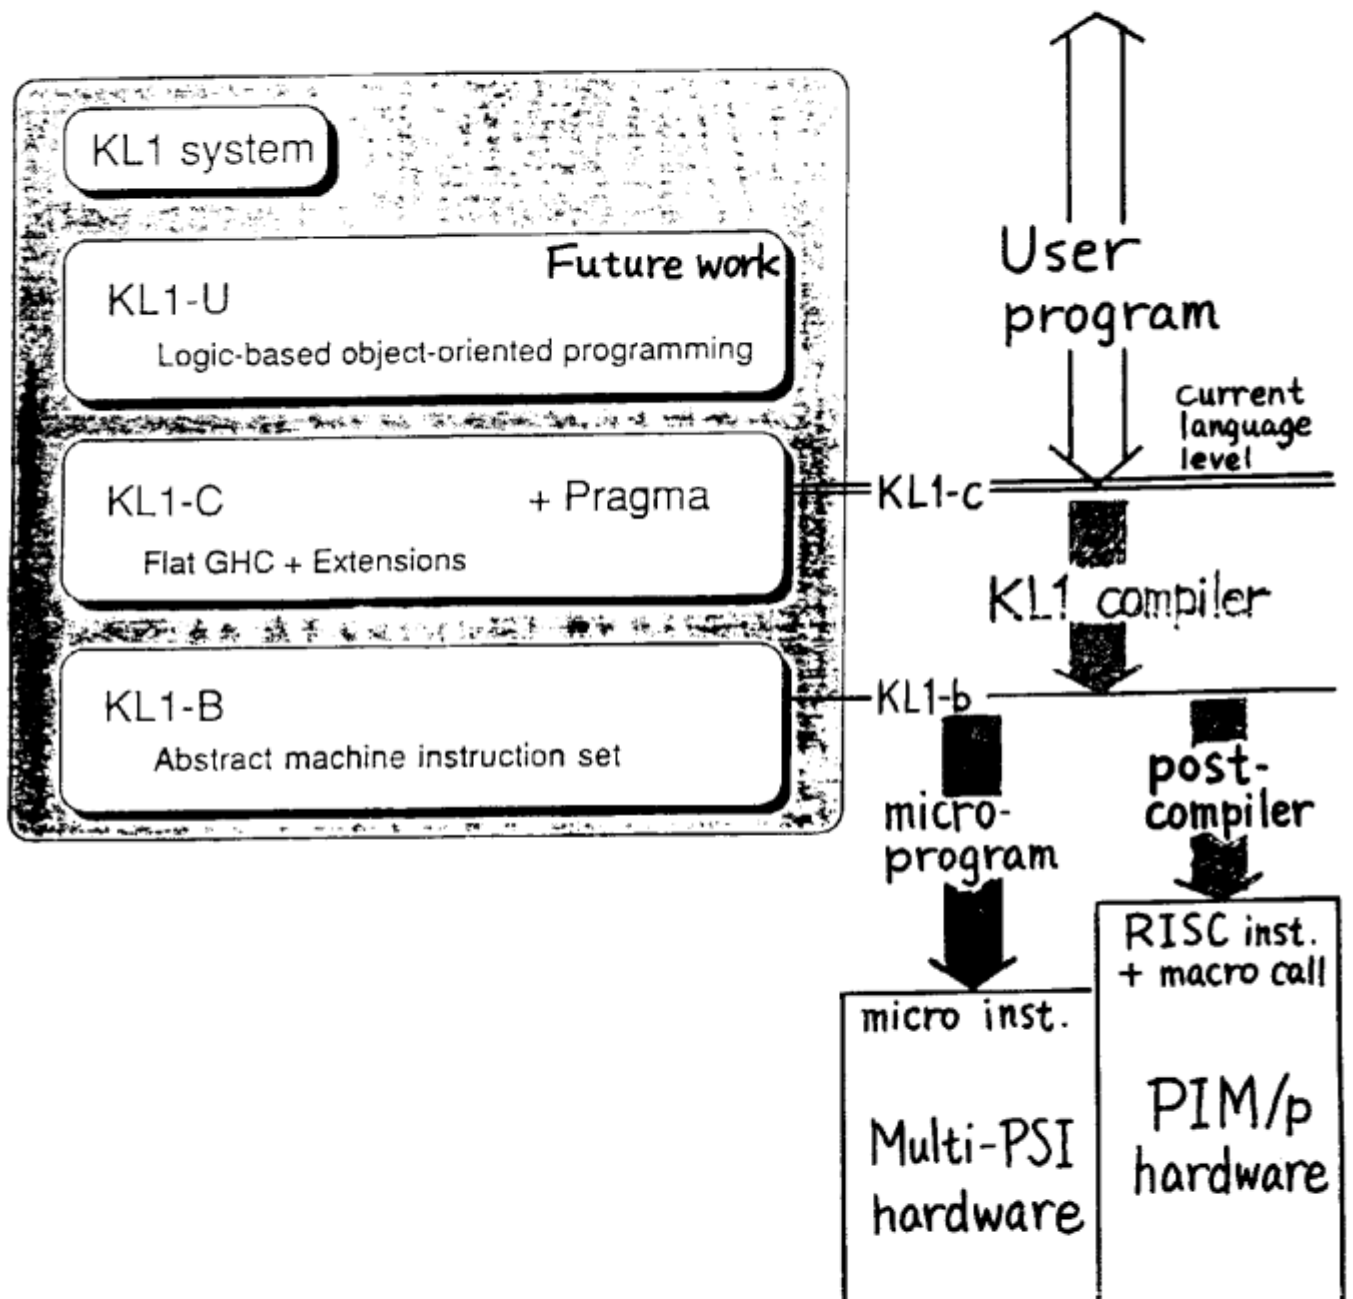 KL1 system
Future work
KL1-U
Logic-based object-oriented programming
KL1-C + Pragma
Flat GHC + Extensions
KL1-B
Abstract machine instruction set
User
program
current
language
level
KL1-c
KL1 compiler
KL1-b
micro-
program
post-
compiler
micro inst.
Multi-PSI
hardware
RISC inst.
+ macro call
PIM/p
hardware